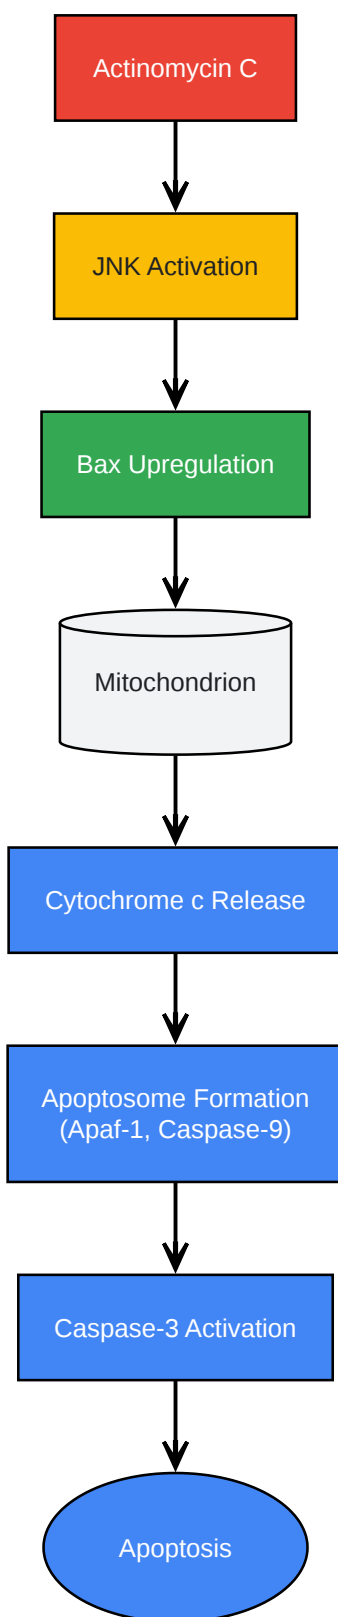 Actinomycin C
JNK Activation
Bax Upregulation
Mitochondrion
Cytochrome c Release
Apoptosome Formation
(Apaf-1, Caspase-9)
Caspase-3 Activation
Apoptosis